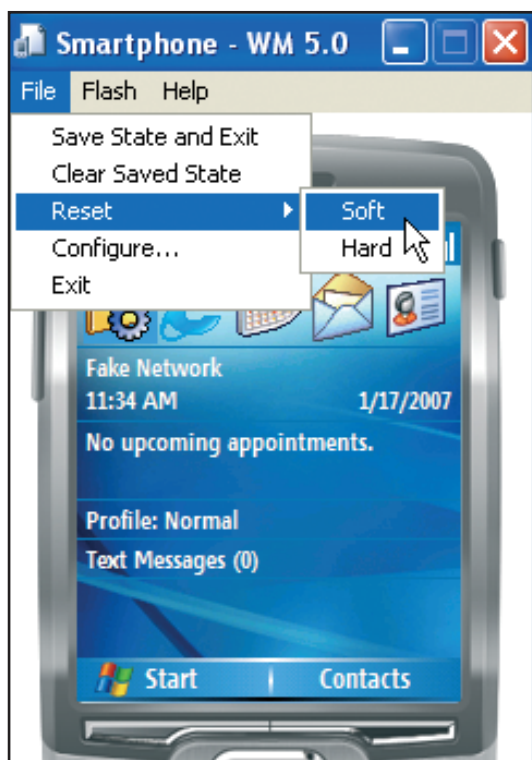 Smartphone - WM 5.0
File Flash Help
Save State and Exit
Clear Saved State
Reset
Soft
Configure...
Hard
Exit
Fake Network
11:34 AM 1/17/2007
No upcoming appointments.
Profile: Normal
Text Messages (0)
Start Contacts